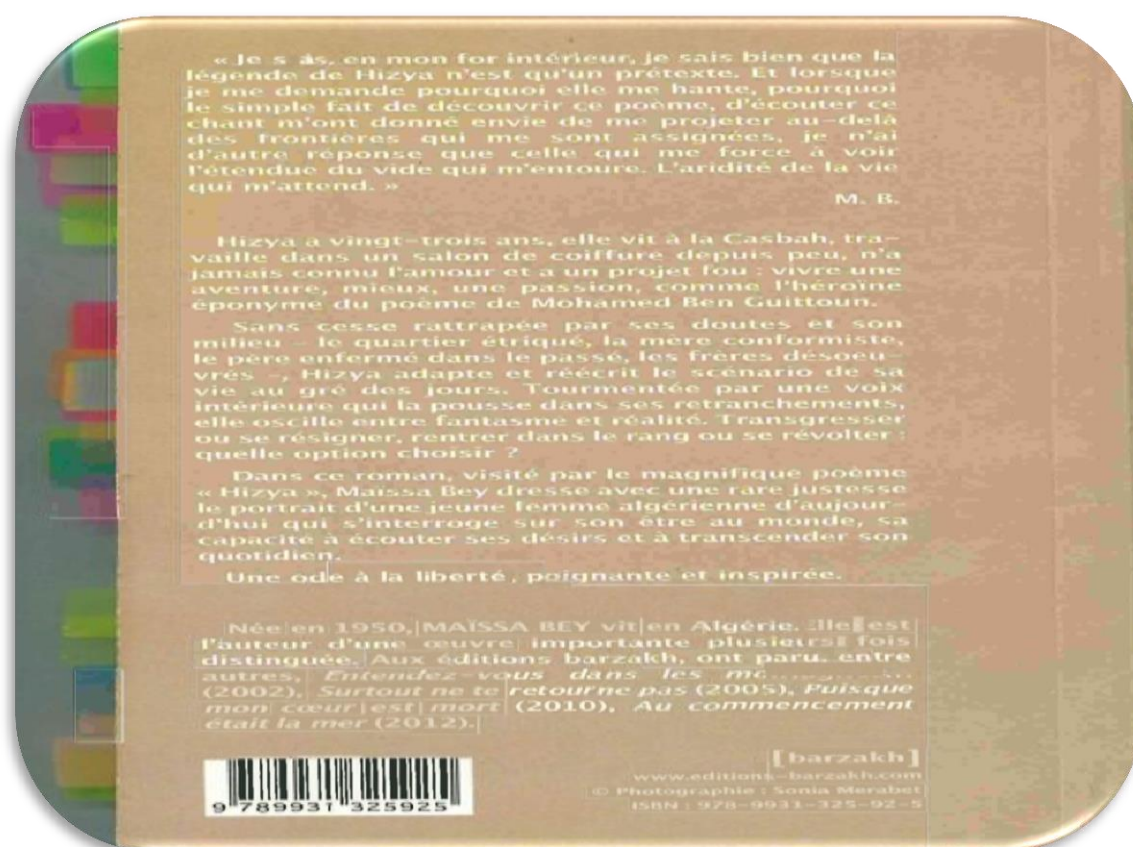 « Je s is, en mon for intérieur, je sais bien que la
légende de Hizya n'est qu'un prétexte. Et lorsque
je me demande pourquoi elle me hante, pourquoi
le simple fait de découvrir ce poème, d'écouter ce
chant m'ont donné envie de me projeter au-delà
des frontières qui me sont assignées, je n'ai
d'autre réponse que celle qui me force à voir
l'étendue du vide qui m'entoure. L'aridité de la vie
qui m'attend. »
M. B.
Hizya a vingt-trois ans, elle vit à la Casbah, tra-
vaille dans un salon de coiffure depuis peu, n'a
jamais connu l'amour et a un projet fou : vivre une
aventure, mieux, une passion, comme l'héroïne
éponyme du poème de Mohamed Ben Guittoun.
Sans cesse rattrapée par ses doutes et son
milieu – le quartier étriqué, la mère conformiste,
le père enfermé dans le passé, les frères désoeu-
vrés –, Hizya adapte et réécrit le scénario de sa
vie au gré des jours. Tourmentée par une voix
intérieure qui la pousse dans ses retranchements,
elle oscille entre fantasme et réalité. Transgresser
ou se résigner, rentrer dans le rang ou se révolter :
quelle option choisir ?
Dans ce roman, visité par le magnifique poème
« Hizya », Maïssa Bey dresse avec une rare justesse
le portrait d'une jeune femme algérienne d'aujour-
d'hui qui s'interroge sur son être au monde, sa
capacité à écouter ses désirs et à transcender son
quotidien.
Une ode à la liberté, poignante et inspirée.
Née en 1950, MAÏSSA BEY vit en Algérie. Elle est
l'auteur d'une œuvre importante plusieurs fois
distinguée. Aux éditions barzakh, ont paru, entre
autres, Entendez-vous dans les
(2002), Surtout ne te retourne pas (2005), Puisque
mon cœur est mort (2010), Au commencement
était la mer (2012).
[barzakh]
www.editions-barzakh.com
© Photographie : Sonia Merabet
ISBN : 978-9931-325-92-5
9 789931 325925